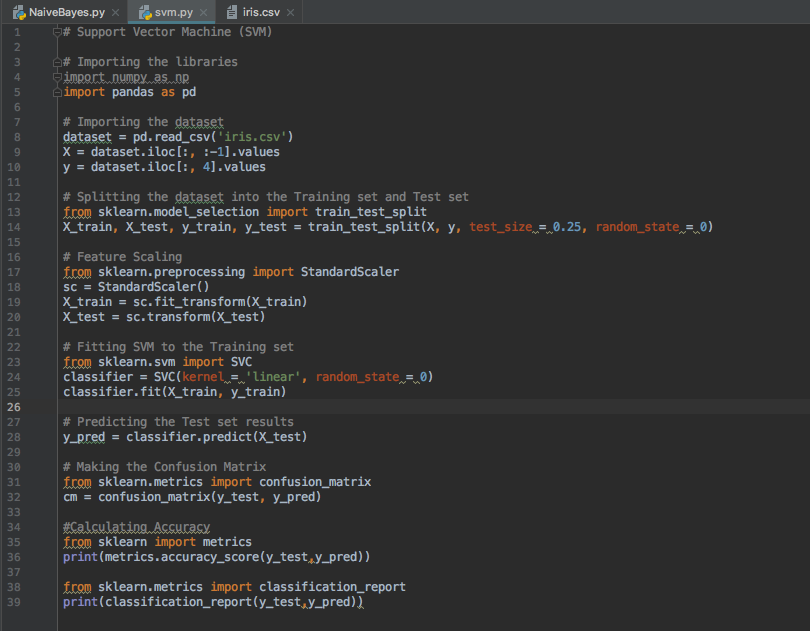 NaiveBayes.py × svm.py × iris.csv ×
1 # Support Vector Machine (SVM)
2
3 # Importing the libraries
4 import numpy as np
5 import pandas as pd
6
7 # Importing the dataset
8 dataset = pd.read_csv('iris.csv')
9 X = dataset.iloc[:, :-1].values
10 y = dataset.iloc[:, 4].values
11
12 # Splitting the dataset into the Training set and Test set
13 from sklearn.model_selection import train_test_split
14 X_train, X_test, y_train, y_test = train_test_split(X, y, test_size = 0.25, random_state = 0)
15
16 # Feature Scaling
17 from sklearn.preprocessing import StandardScaler
18 sc = StandardScaler()
19 X_train = sc.fit_transform(X_train)
20 X_test = sc.transform(X_test)
21
22 # Fitting SVM to the Training set
23 from sklearn.svm import SVC
24 classifier = SVC(kernel = 'linear', random_state = 0)
25 classifier.fit(X_train, y_train)
26
27 # Predicting the Test set results
28 y_pred = classifier.predict(X_test)
29
30 # Making the Confusion Matrix
31 from sklearn.metrics import confusion_matrix
32 cm = confusion_matrix(y_test, y_pred)
33
34 #Calculating Accuracy
35 from sklearn import metrics
36 print(metrics.accuracy_score(y_test,y_pred))
37
38 from sklearn.metrics import classification_report
39 print(classification_report(y_test,y_pred))